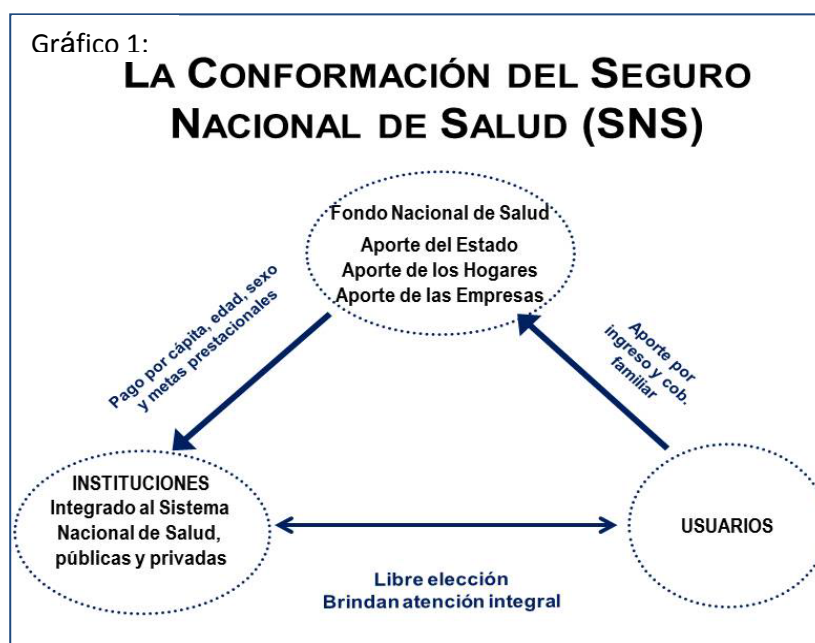 Gráfico 1:
LA CONFORMACIÓN DEL SEGURO
NACIONAL DE SALUD (SNS)
Fondo Nacional de Salud
Aporte del Estado
Aporte de los Hogares
Aporte de las Empresas
Pago por cápita, edad, sexo
y metas prestacionales
Aporte por
ingreso y cob.
familiar
INSTITUCIONES
Integrado al Sistema
Nacional de Salud,
públicas y privadas
USUARIOS
Libre elección
Brindan atención integral